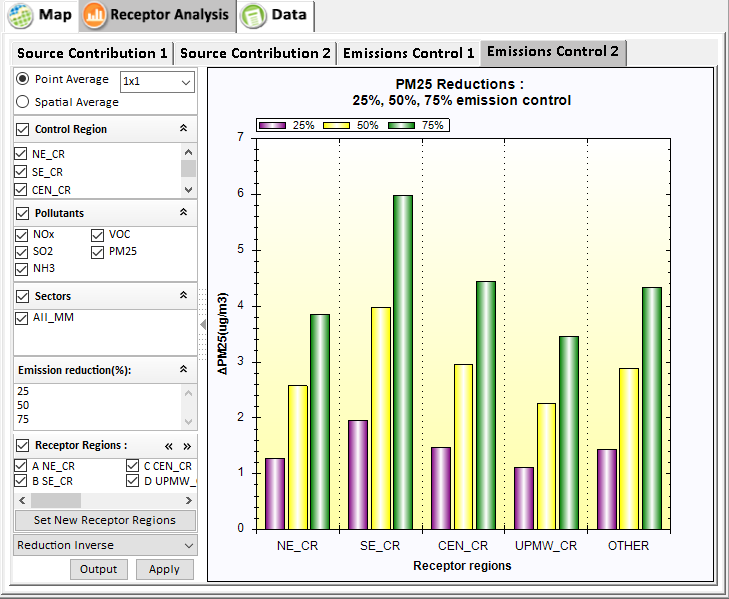 Map Receptor Analysis Data
Source Contribution 1 Source Contribution 2 Emissions Control 1 Emissions Control 2
Point Average 1x1
Spatial Average
Control Region
NE_CR
SE_CR
CEN_CR
Pollutants
NOx VOC
SO2 PM25
NH3
Sectors
All_MM
Emission reduction(%):
25
50
75
Receptor Regions : « »
A NE_CR C CEN_CR
B SE_CR D UPMW_
Set New Receptor Regions
Reduction Inverse
Output Apply
PM25 Reductions :
25%, 50%, 75% emission control
25% 50% 75%
7
6
5
4
3
2
1
0
ΔPM25(ug/m3)
NE_CR SE_CR CEN_CR UPMW_CR OTHER
Receptor regions